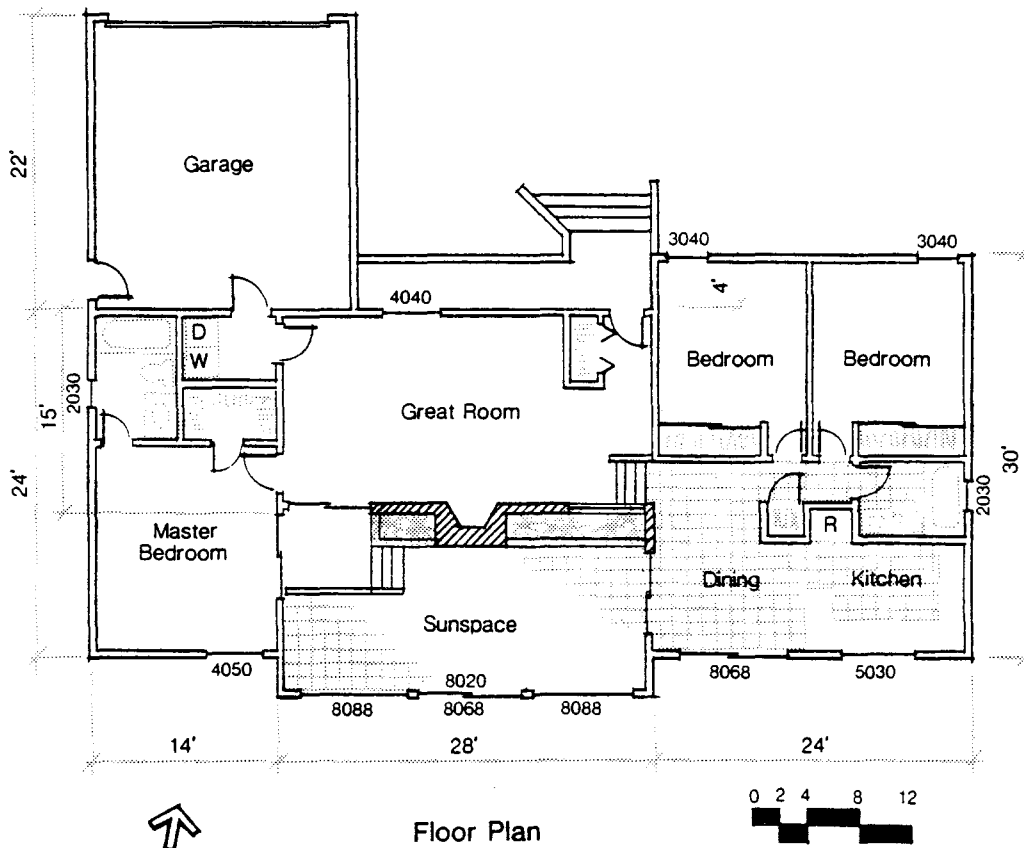 22'
Garage
3040
3040
4040
4'
D
W
Bedroom
Bedroom
2030
15'
Great Room
24'
30'
2030
Master
Bedroom
R
Dining
Kitchen
Sunspace
4050
8020
8088
8068
8088
8068
5030
14'
28'
24'
0 2 4 8 12
Floor Plan